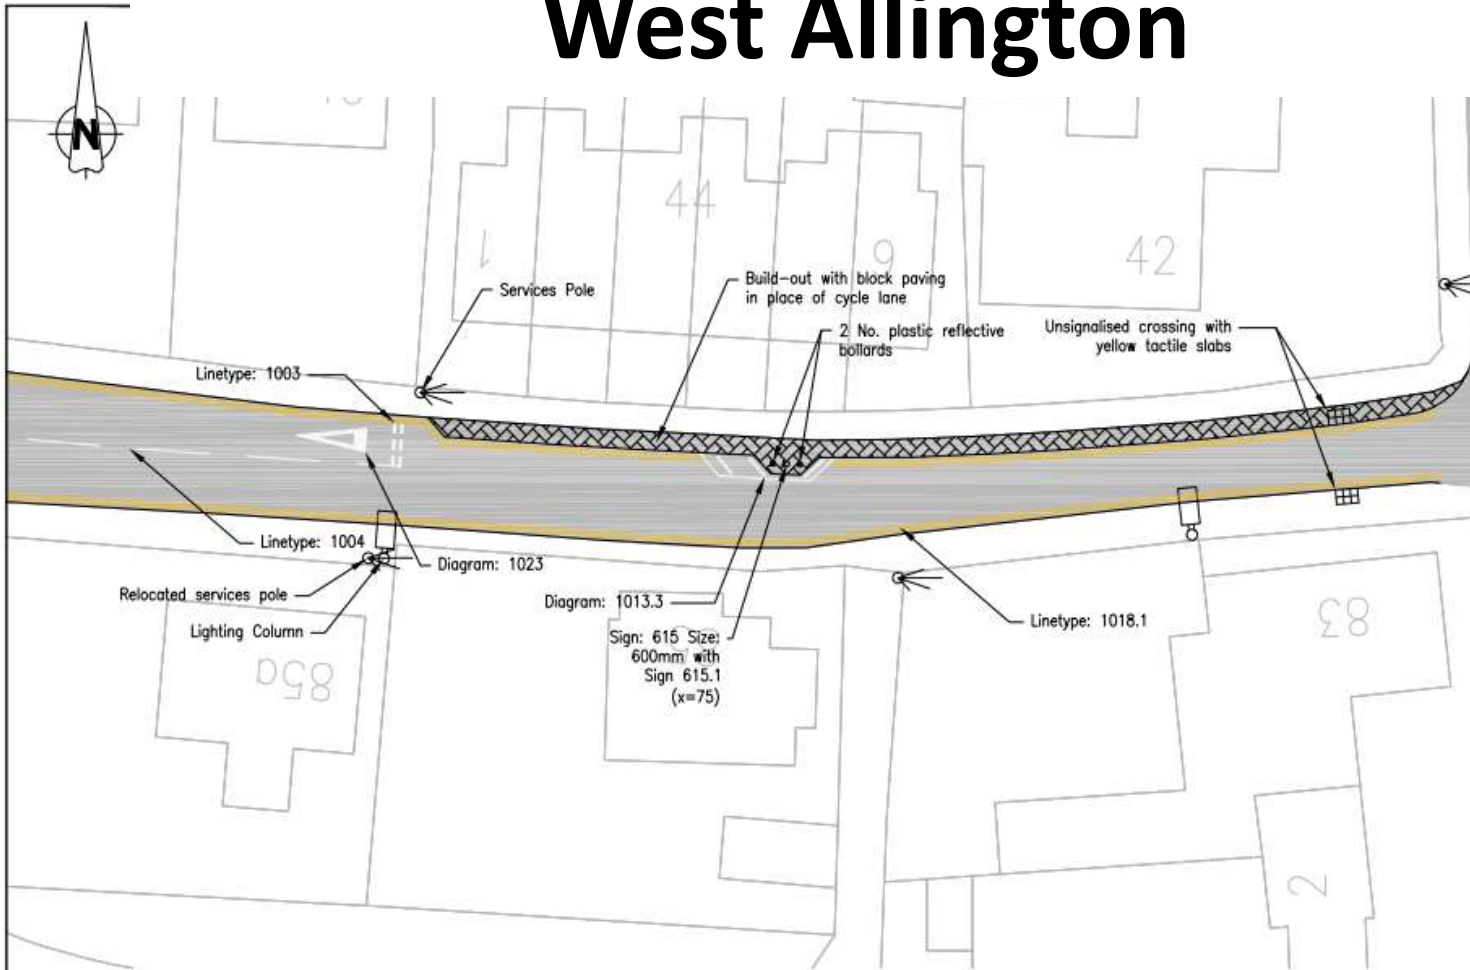 West Allington
N
44
1
6
42
Services Pole
Build-out with block paving
in place of cycle lane
2 No. plastic reflective
bollards
Unsignalised crossing with
yellow tactile slabs
Linetype: 1003
Linetype: 1004
Diagram: 1023
Relocated services pole
Lighting Column
Diagram: 1013.3
Sign: 615 Size:
600mm with
Sign 615.1
(x=75)
Linetype: 1018.1
85a
83
2